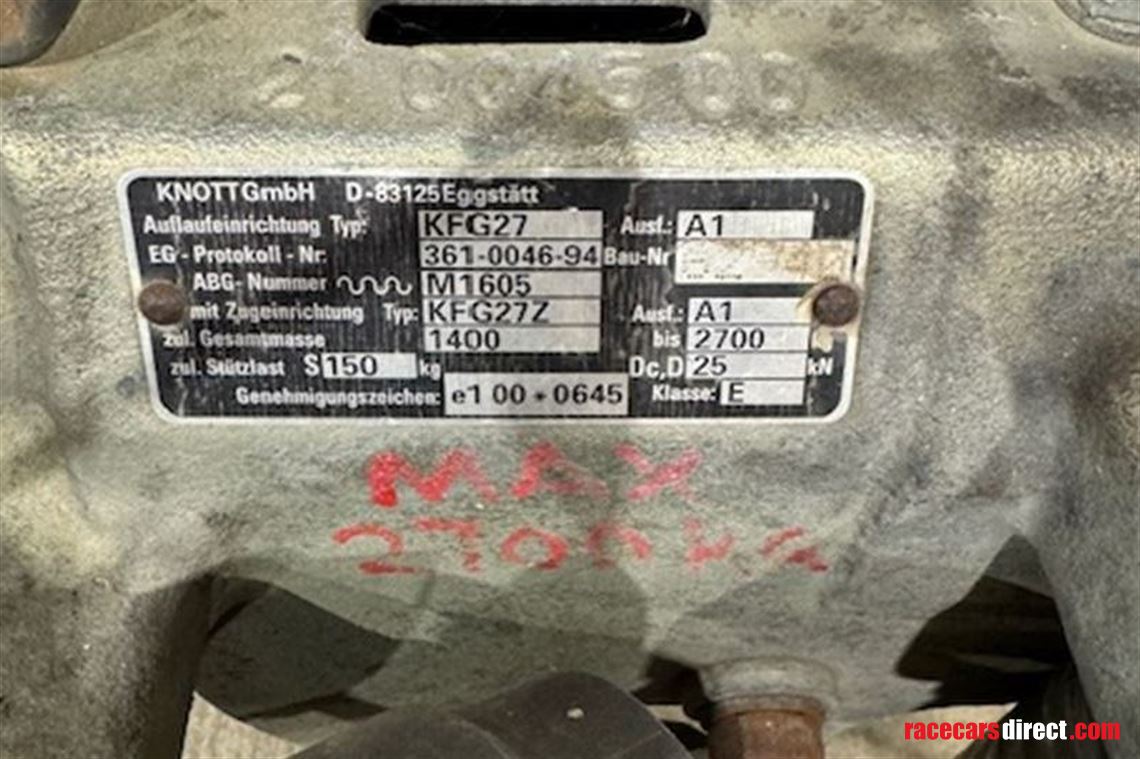 KNOTT GmbH D-83125 Eggstätt
Auflaufeinrichtung Typ: KFG27 Ausf.: A1
EG-Protokoll-Nr. 361-0046-94 Bau-Nr
ABG-Nummer M1605
mit Zugeinrichtung Typ: KFG27Z Ausf.: A1
zul. Gesamtmasse 1400 bis 2700
zul. Stützlast S 150 kg Dc,D 25 kN
Genehmigungszeichen: e1 00*0645 Klasse: E
MAX
2700 kg
racecarsdirect.com